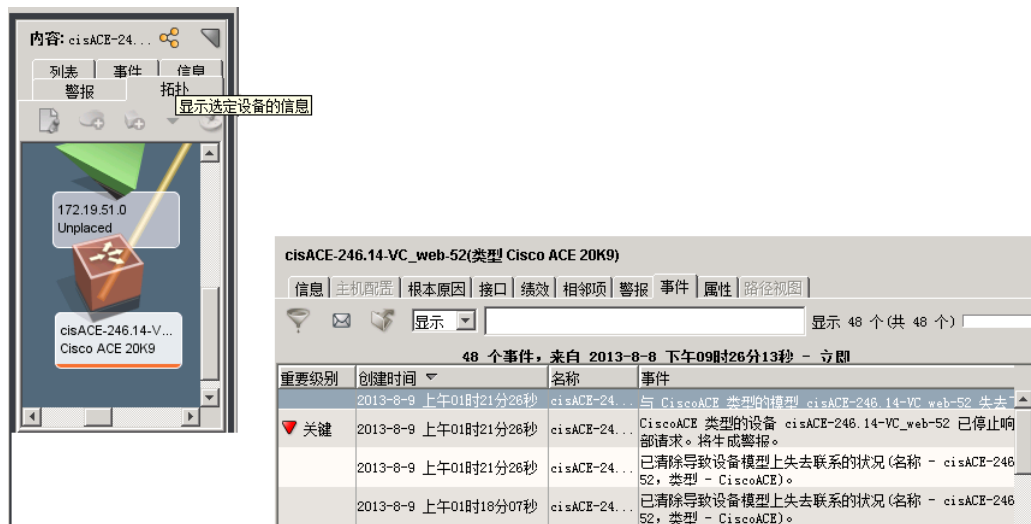 内容: cisACE-24...
列表 事件 信息
警报 拓扑
显示选定设备的信息
172.19.51.0
Unplaced
cisACE-246.14-V...
Cisco ACE 20K9
cisACE-246.14-VC_web-52(类型 Cisco ACE 20K9)
信息 主机配置 根本原因 接口 绩效 相邻项 警报 事件 属性 路径视图
显示 显示 48 个(共 48 个)
48 个事件, 来自 2013-8-8 下午09时26分13秒 - 立即
重要级别 创建时间 名称 事件
2013-8-9 上午01时21分26秒 cisACE-24... 与 CiscoACE 类型的模型 cisACE-246.14-VC_web-52 失去
关键 2013-8-9 上午01时21分26秒 cisACE-24... CiscoACE 类型的设备 cisACE-246.14-VC_web-52 已停止响
部请求。将生成警报。
2013-8-9 上午01时21分26秒 cisACE-24... 已清除导致设备模型上失去联系的状况(名称 - cisACE-246
52, 类型 - CiscoACE)。
2013-8-9 上午01时18分07秒 cisACE-24... 已清除导致设备模型上失去联系的状况(名称 - cisACE-246
52, 类型 - CiscoACE)。